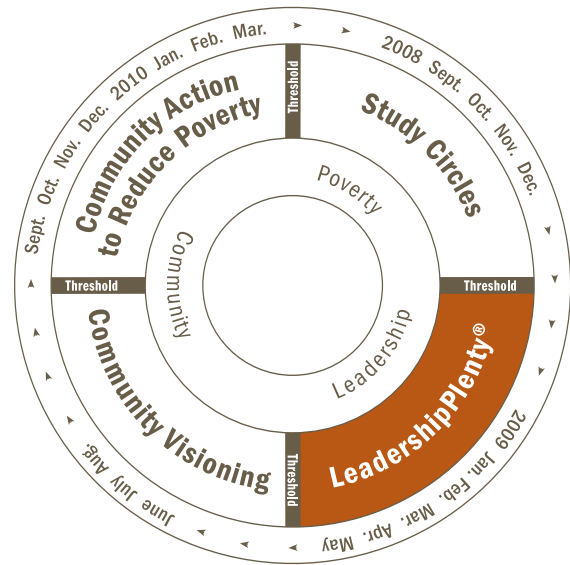 2008 Sept. Oct. Nov. Dec.
Study Circles
Threshold
2009 Jan. Feb. Mar. Apr. May
LeadershipPlenty®
Threshold
June July Aug.
Community Visioning
Threshold
Sept. Oct. Nov. Dec. 2010 Jan. Feb. Mar.
Community Action
to Reduce Poverty
Threshold
Poverty
Leadership
Community